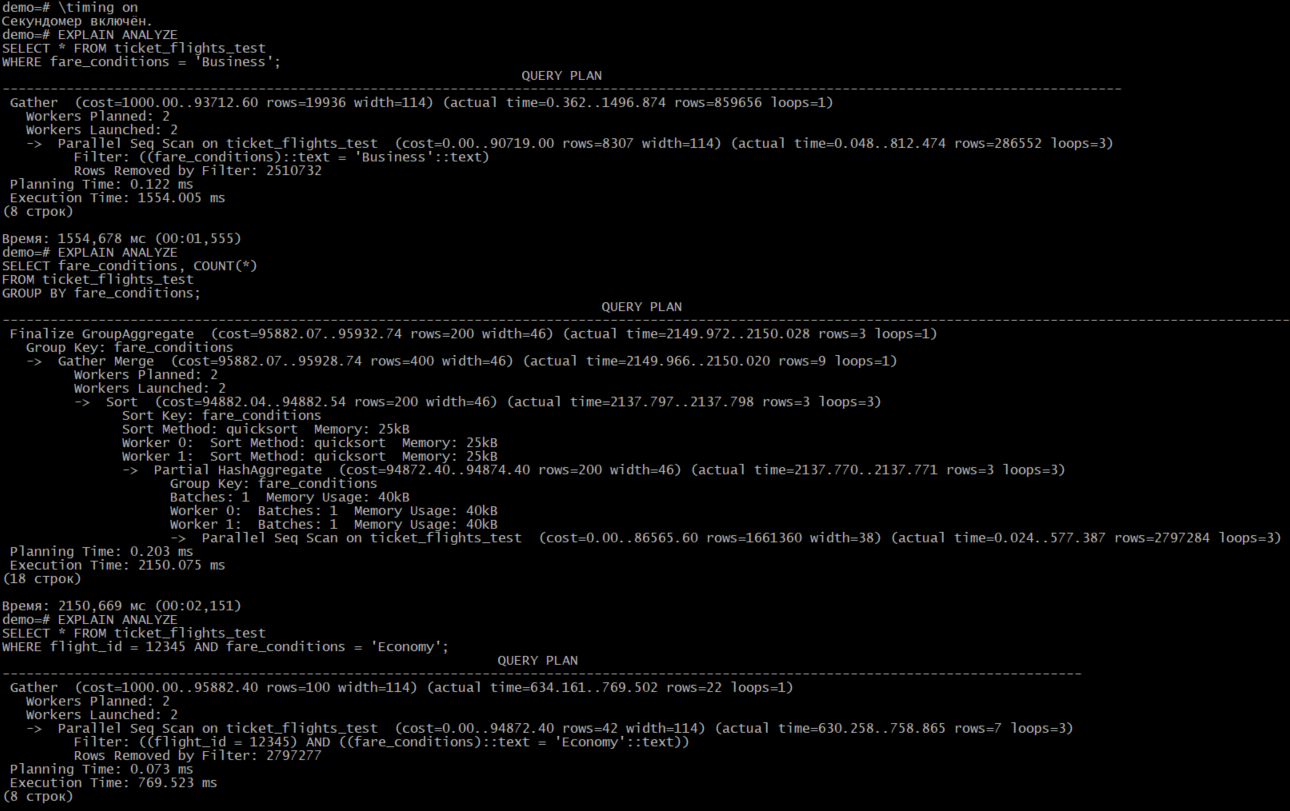 demo=# \timing on
Секундомер включён.
demo=# EXPLAIN ANALYZE
SELECT * FROM ticket_flights_test
WHERE fare_conditions = 'Business';
QUERY PLAN
--------------------------------------------------------------------------------------------------------------------------------------------
Gather  (cost=1000.00..93712.60 rows=19936 width=114) (actual time=0.362..1496.874 rows=859656 loops=1)
Workers Planned: 2
Workers Launched: 2
->  Parallel Seq Scan on ticket_flights_test  (cost=0.00..90719.00 rows=8307 width=114) (actual time=0.048..812.474 rows=286552 loops=3)
Filter: ((fare_conditions)::text = 'Business'::text)
Rows Removed by Filter: 2510732
Planning Time: 0.122 ms
Execution Time: 1554.005 ms
(8 строк)
Время: 1554,678 мс (00:01,555)
demo=# EXPLAIN ANALYZE
SELECT fare_conditions, COUNT(*)
FROM ticket_flights_test
GROUP BY fare_conditions;
QUERY PLAN
-----------------------------------------------------------------------------------------------------------------------------------------------------------------
Finalize GroupAggregate  (cost=95882.07..95932.74 rows=200 width=46) (actual time=2149.972..2150.028 rows=3 loops=1)
Group Key: fare_conditions
->  Gather Merge  (cost=95882.07..95928.74 rows=400 width=46) (actual time=2149.966..2150.020 rows=9 loops=1)
Workers Planned: 2
Workers Launched: 2
->  Sort  (cost=94882.04..94882.54 rows=200 width=46) (actual time=2137.797..2137.798 rows=3 loops=3)
Sort Key: fare_conditions
Sort Method: quicksort  Memory: 25kB
Worker 0:  Sort Method: quicksort  Memory: 25kB
Worker 1:  Sort Method: quicksort  Memory: 25kB
->  Partial HashAggregate  (cost=94872.40..94874.40 rows=200 width=46) (actual time=2137.770..2137.771 rows=3 loops=3)
Group Key: fare_conditions
Batches: 1  Memory Usage: 40kB
Worker 0:  Batches: 1  Memory Usage: 40kB
Worker 1:  Batches: 1  Memory Usage: 40kB
->  Parallel Seq Scan on ticket_flights_test  (cost=0.00..86565.60 rows=1661360 width=38) (actual time=0.024..577.387 rows=2797284 loops=3)
Planning Time: 0.203 ms
Execution Time: 2150.075 ms
(18 строк)
Время: 2150,669 мс (00:02,151)
demo=# EXPLAIN ANALYZE
SELECT * FROM ticket_flights_test
WHERE flight_id = 12345 AND fare_conditions = 'Economy';
QUERY PLAN
---------------------------------------------------------------------------------------------------------------------------------------
Gather  (cost=1000.00..95882.40 rows=100 width=114) (actual time=634.161..769.502 rows=22 loops=1)
Workers Planned: 2
Workers Launched: 2
->  Parallel Seq Scan on ticket_flights_test  (cost=0.00..94872.40 rows=42 width=114) (actual time=630.258..758.865 rows=7 loops=3)
Filter: ((flight_id = 12345) AND ((fare_conditions)::text = 'Economy'::text))
Rows Removed by Filter: 2797277
Planning Time: 0.073 ms
Execution Time: 769.523 ms
(8 строк)